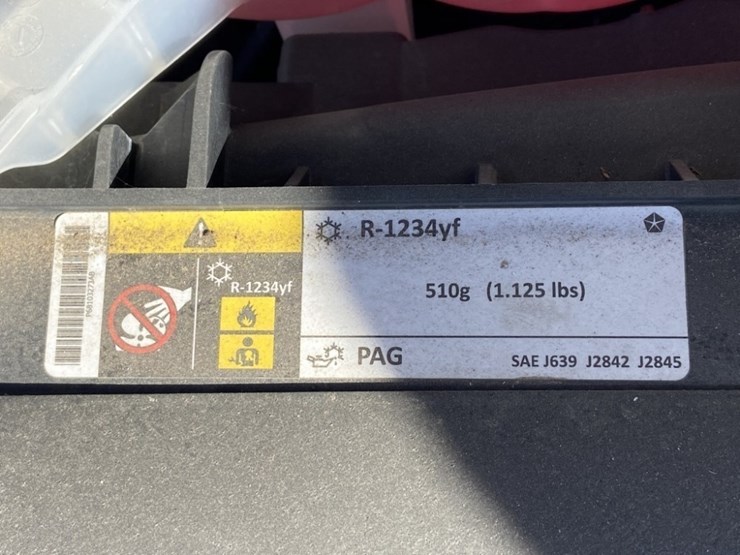 R-1234yf
R-1234yf
510g (1.125 lbs)
PAG
SAE J639 J2842 J2845